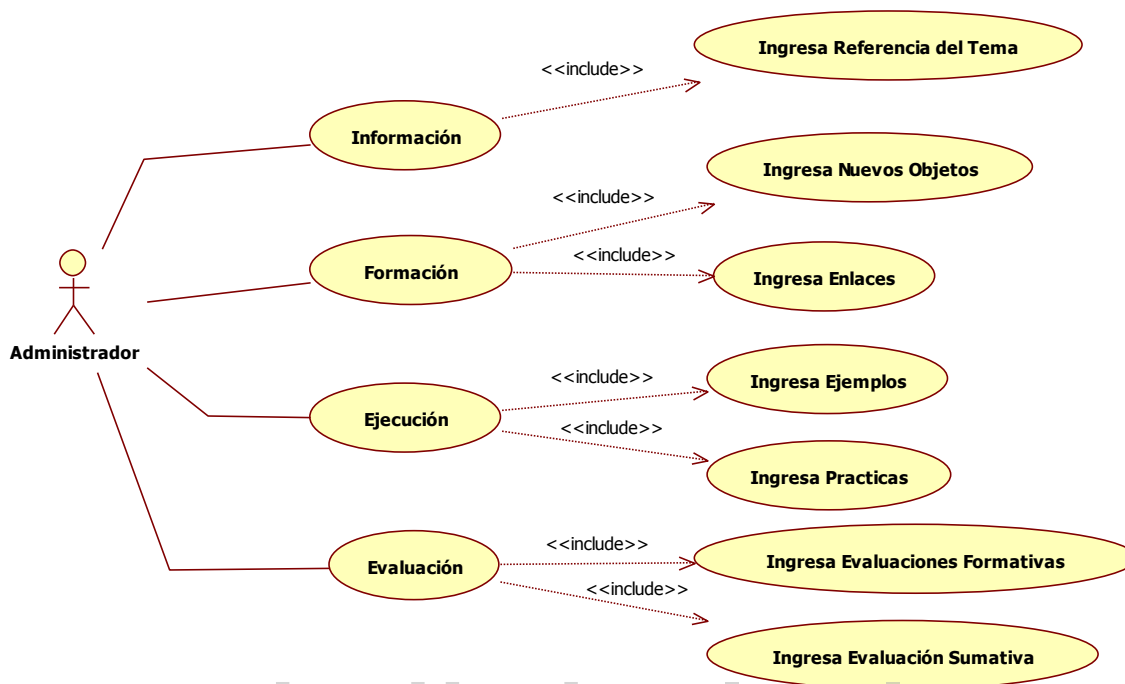 Ingresa Referencia del Tema
<<include>>
Información
Ingresa Nuevos Objetos
<<include>>
<<include>>
Formación
Ingresa Enlaces
Administrador
<<include>>
Ingresa Ejemplos
Ejecución
<<include>>
Ingresa Practicas
<<include>>
Evaluación
Ingresa Evaluaciones Formativas
<<include>>
Ingresa Evaluación Sumativa